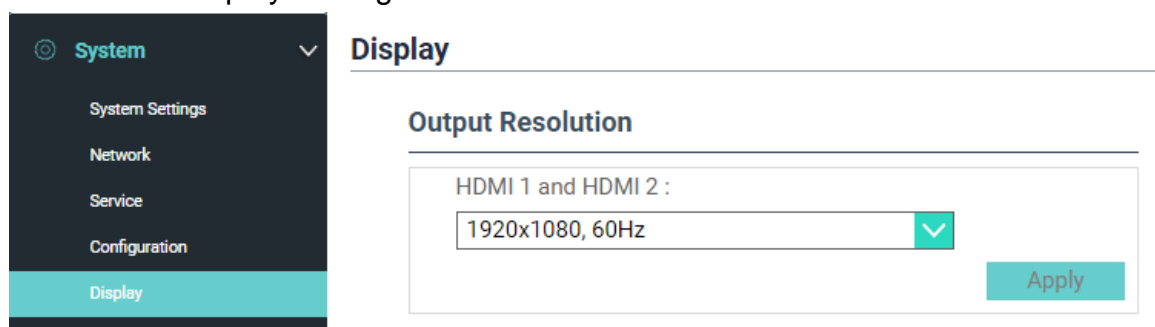 System
System Settings
Network
Service
Configuration
Display
Display
Output Resolution
HDMI 1 and HDMI 2 :
1920x1080, 60Hz
Apply